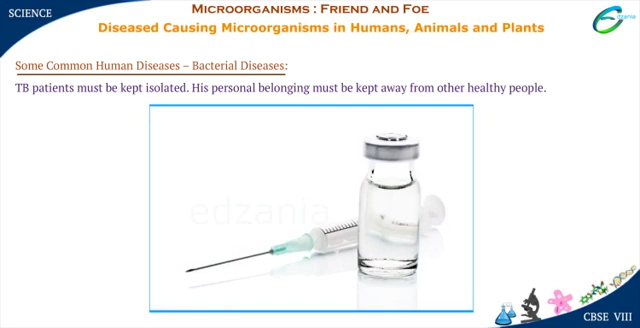 SCIENCE
MICROORGANISMS : FRIEND AND FOE
Diseased Causing Microorganisms in Humans, Animals and Plants
edzania
Some Common Human Diseases – Bacterial Diseases:
TB patients must be kept isolated. His personal belonging must be kept away from other healthy people.
edzania
CBSE VIII